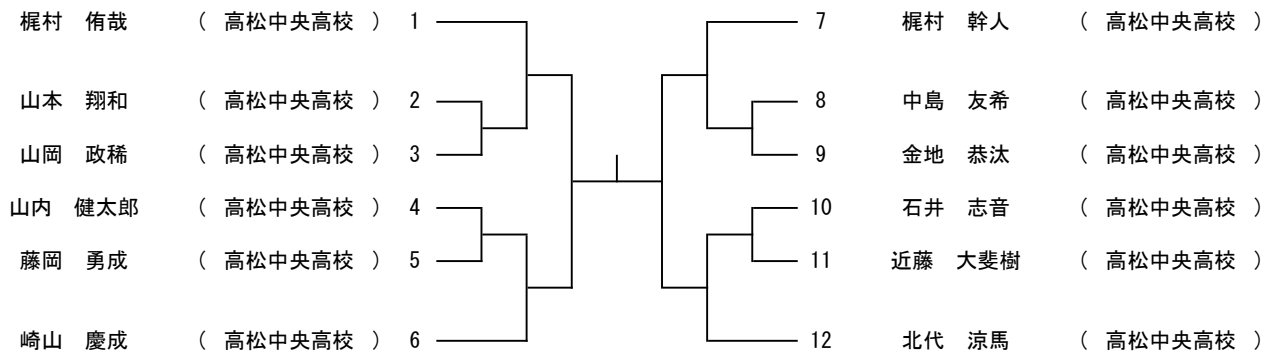 梶村　侑哉 （ 高松中央高校 ） 1 7 梶村　幹人 （ 高松中央高校 ）
山本　翔和 （ 高松中央高校 ） 2 8 中島　友希 （ 高松中央高校 ）
山岡　政稀 （ 高松中央高校 ） 3 9 金地　恭汰 （ 高松中央高校 ）
山内　健太郎 （ 高松中央高校 ） 4 10 石井　志音 （ 高松中央高校 ）
藤岡　勇成 （ 高松中央高校 ） 5 11 近藤　大斐樹 （ 高松中央高校 ）
崎山　慶成 （ 高松中央高校 ） 6 12 北代　涼馬 （ 高松中央高校 ）